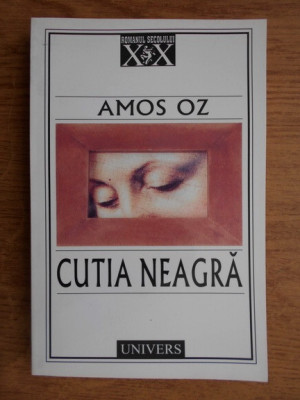 ROMANUL SECOLULUI
XX
AMOS OZ
CUTIA NEAGRĂ
UNIVERS